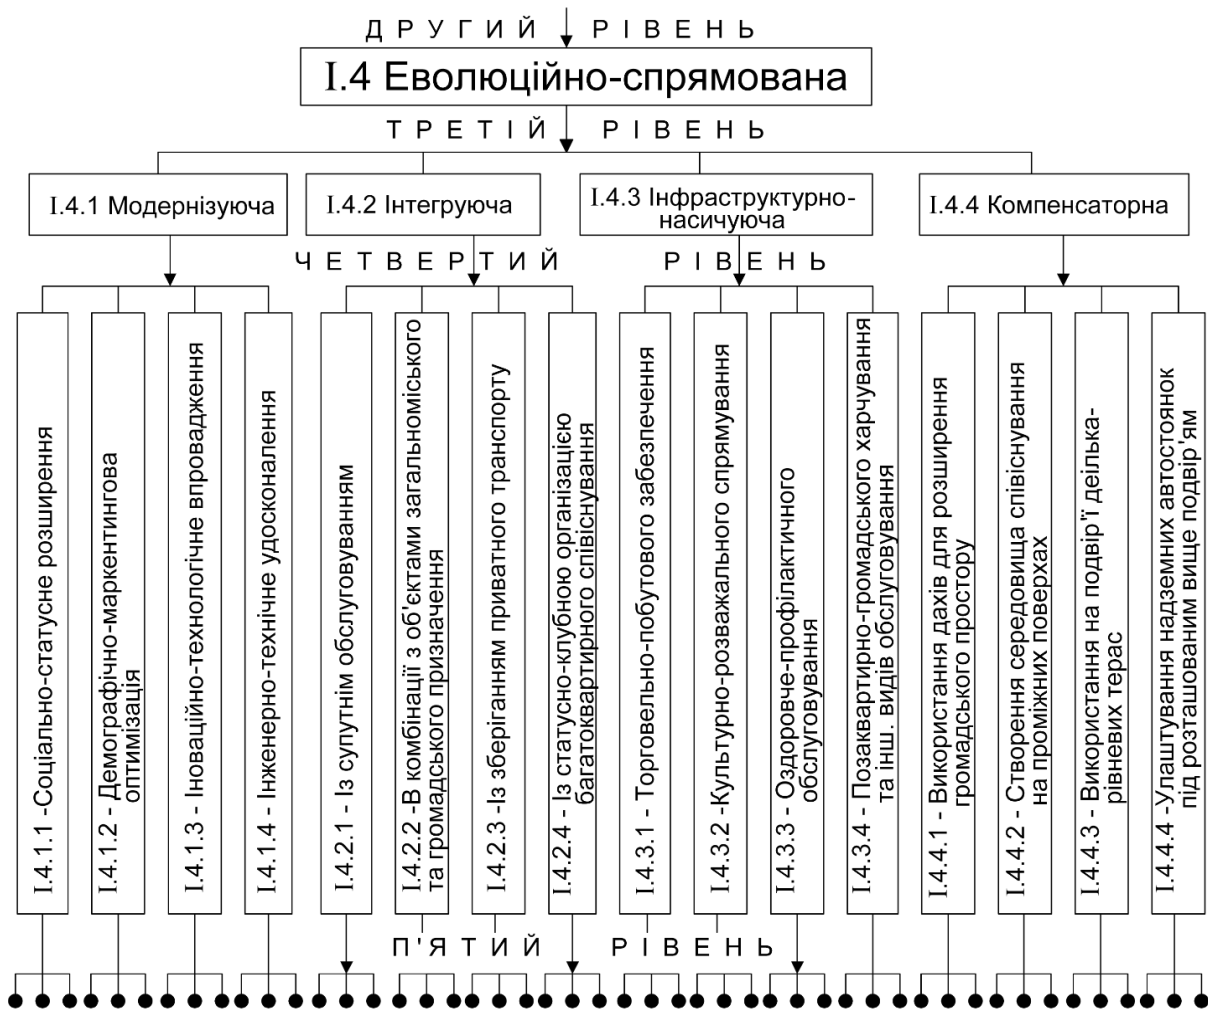 ДРУГИЙ РІВЕНЬ
І.4 Еволюційно-спрямована
ТРЕТІЙ РІВЕНЬ
І.4.1 Модернізуюча
І.4.2 Інтегруюча
І.4.3 Інфраструктурно-
насичуюча
І.4.4 Компенсаторна
ЧЕТВЕРТИЙ РІВЕНЬ
І.4.1.1 -Соціально-статусне розширення
І.4.1.2 - Демографічно-маркентингова
оптимізація
І.4.1.3 - Іноваційно-технологічне впровадження
І.4.1.4 - Інженерно-технічне удосконалення
І.4.2.1 - Із супутнім обслуговуванням
І.4.2.2 -В комбінації з об'єктами загальноміського
та громадського призначення
І.4.2.3 -Із зберіганням приватного транспорту
І.4.2.4 - Із статусно-клубною організацією
багатоквартирного співіснування
І.4.3.1 - Торговельно-побутового забезпечення
І.4.3.2 -Культурно-розважального спрямування
І.4.3.3 - Оздоровче-профілактичного
обслуговування
І.4.3.4 - Позаквартирно-громадського харчування
та інш. видів обслуговування
І.4.4.1 - Використання дахів для розширення
громадського простору
І.4.4.2 - Створення середовища співіснування
на проміжних поверхах
І.4.4.3 - Використання на подвір'ї деілька-
рівневих терас
І.4.4.4 -Улаштування надземних автостоянок
під розташованим вище подвір'ям
П'ЯТИЙ РІВЕНЬ